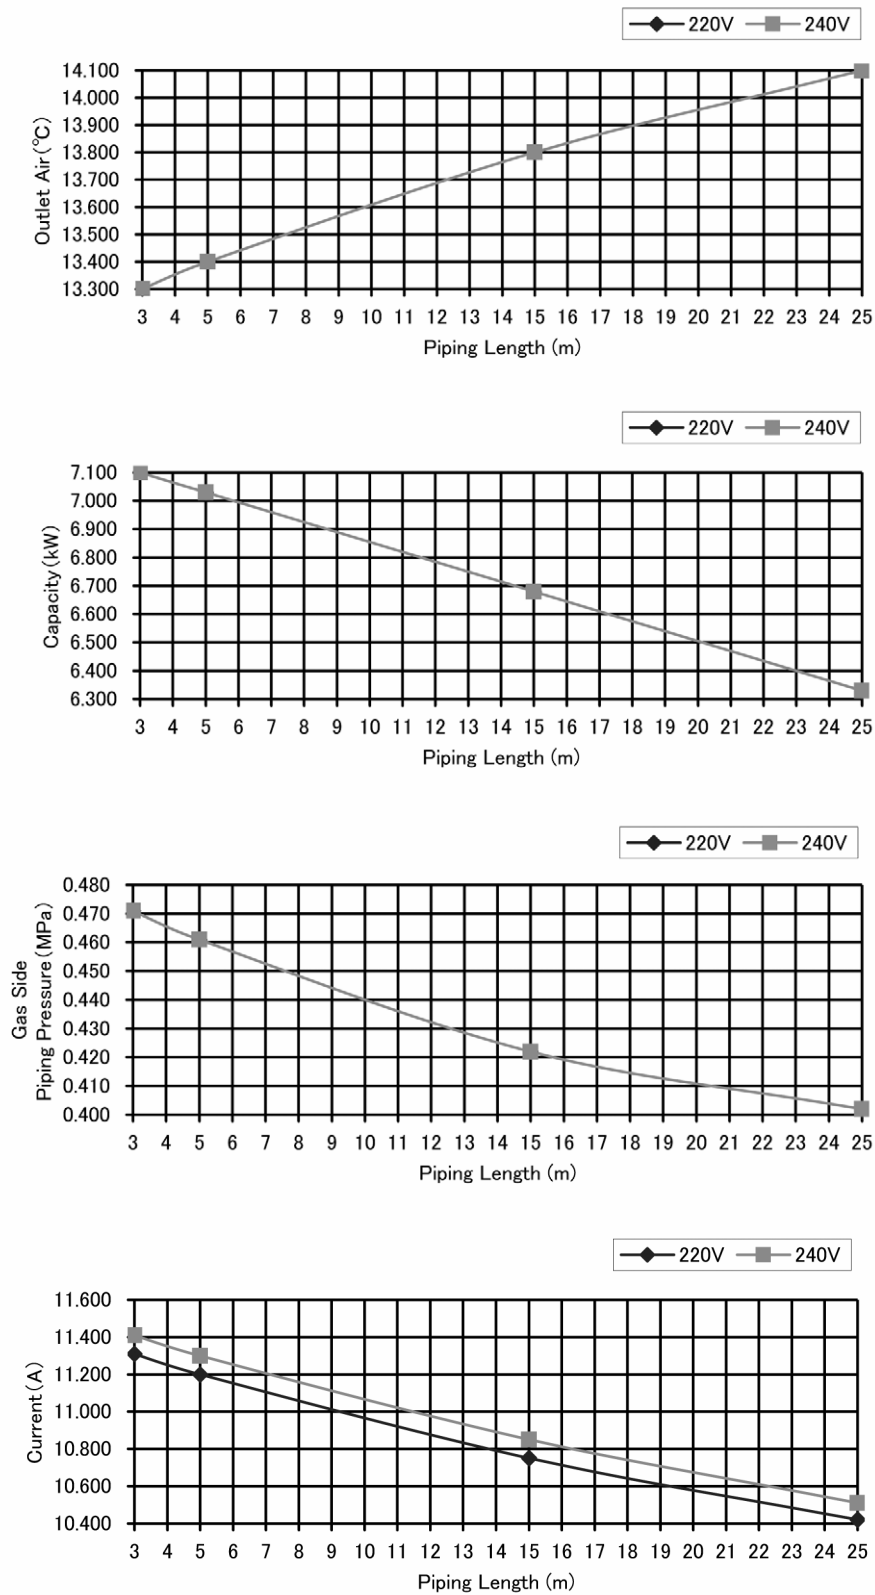 220V 240V
14.100
14.000
13.900
13.800
13.700
13.600
13.500
13.400
13.300
Outlet Air(℃)
3 4 5 6 7 8 9 10 11 12 13 14 15 16 17 18 19 20 21 22 23 24 25
Piping Length (m)
220V 240V
7.100
7.000
6.900
6.800
6.700
6.600
6.500
6.400
6.300
Capacity(kW)
3 4 5 6 7 8 9 10 11 12 13 14 15 16 17 18 19 20 21 22 23 24 25
Piping Length (m)
220V 240V
0.480
0.470
0.460
0.450
0.440
0.430
0.420
0.410
0.400
Gas Side
Piping Pressure(MPa)
3 4 5 6 7 8 9 10 11 12 13 14 15 16 17 18 19 20 21 22 23 24 25
Piping Length (m)
220V 240V
11.600
11.400
11.200
11.000
10.800
10.600
10.400
Current(A)
3 4 5 6 7 8 9 10 11 12 13 14 15 16 17 18 19 20 21 22 23 24 25
Piping Length (m)